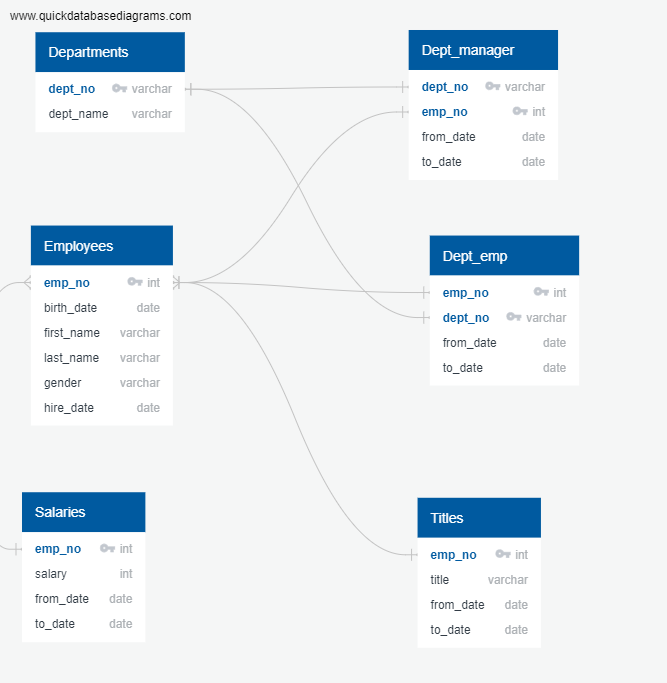 www.quickdatabasediagrams.com
Departments
dept_no varchar
dept_name varchar
Dept_manager
dept_no varchar
emp_no int
from_date date
to_date date
Employees
emp_no int
birth_date date
first_name varchar
last_name varchar
gender varchar
hire_date date
Dept_emp
emp_no int
dept_no varchar
from_date date
to_date date
Salaries
emp_no int
salary int
from_date date
to_date date
Titles
emp_no int
title varchar
from_date date
to_date date